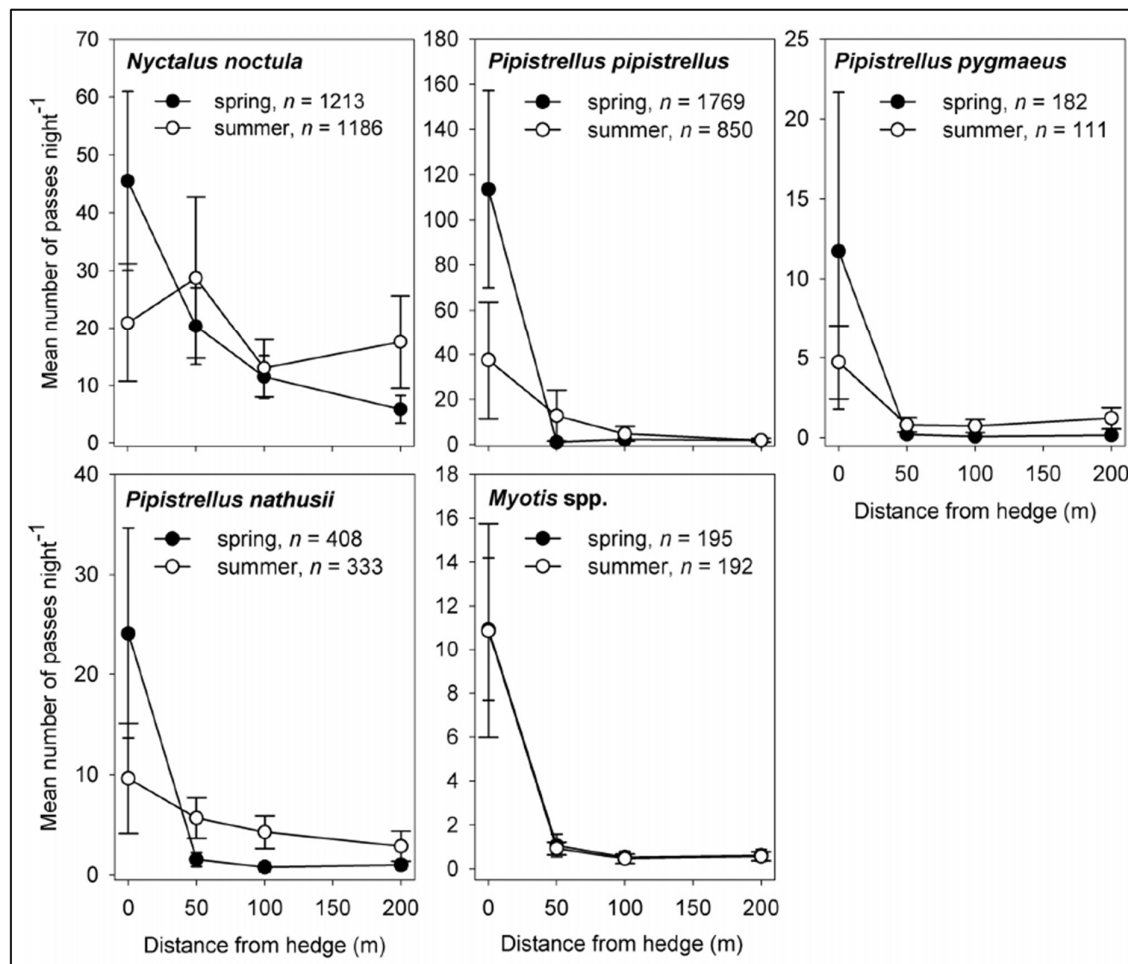 Nyctalus noctula
spring, n = 1213
summer, n = 1186
70
60
50
40
30
20
10
0
Mean number of passes night⁻¹
Pipistrellus pipistrellus
spring, n = 1769
summer, n = 850
180
160
140
120
100
80
60
40
20
0
Pipistrellus pygmaeus
spring, n = 182
summer, n = 111
25
20
15
10
5
0
0 50 100 150 200
Distance from hedge (m)
Pipistrellus nathusii
spring, n = 408
summer, n = 333
40
30
20
10
0
Mean number of passes night⁻¹
0 50 100 150 200
Distance from hedge (m)
Myotis spp.
spring, n = 195
summer, n = 192
18
16
14
12
10
8
6
4
2
0
0 50 100 150 200
Distance from hedge (m)